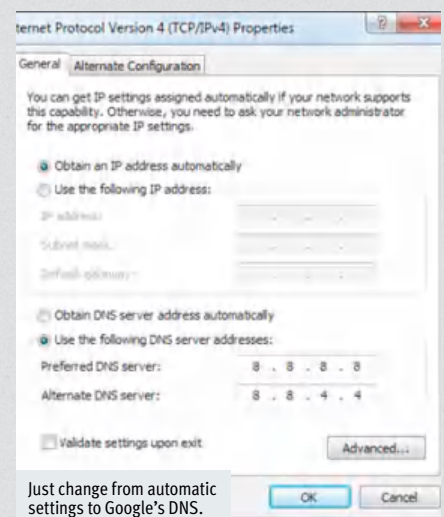 ternet Protocol Version 4 (TCP/IPv4) Properties
General Alternate Configuration
You can get IP settings assigned automatically if your network supports
this capability. Otherwise, you need to ask your network administrator
for the appropriate IP settings.
Obtain an IP address automatically
Use the following IP address:
IP address:
Subnet mask:
Default gateway:
Obtain DNS server address automatically
Use the following DNS server addresses:
Preferred DNS server: 8 . 8 . 8 . 8
Alternate DNS server: 8 . 8 . 4 . 4
Validate settings upon exit
Advanced...
Just change from automatic
settings to Google's DNS.
OK Cancel